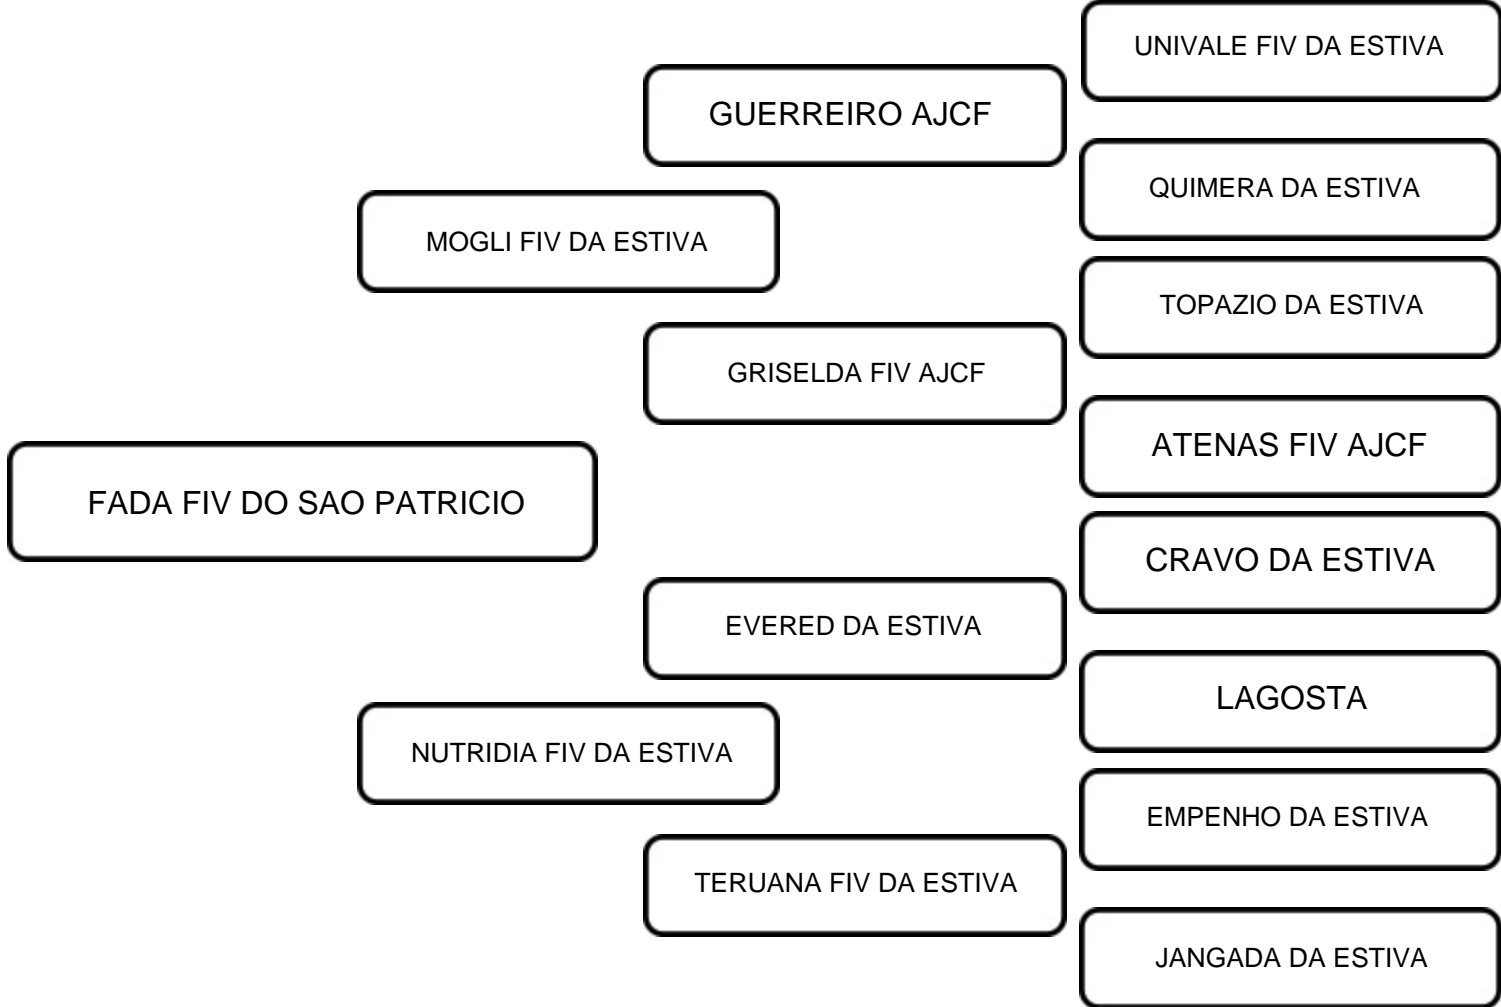 UNIVALE FIV DA ESTIVA
GUERREIRO AJCF
QUIMERA DA ESTIVA
MOGLI FIV DA ESTIVA
TOPAZIO DA ESTIVA
GRISELDA FIV AJCF
ATENAS FIV AJCF
FADA FIV DO SAO PATRICIO
CRAVO DA ESTIVA
EVERED DA ESTIVA
LAGOSTA
NUTRIDIA FIV DA ESTIVA
EMPENHO DA ESTIVA
TERUANA FIV DA ESTIVA
JANGADA DA ESTIVA